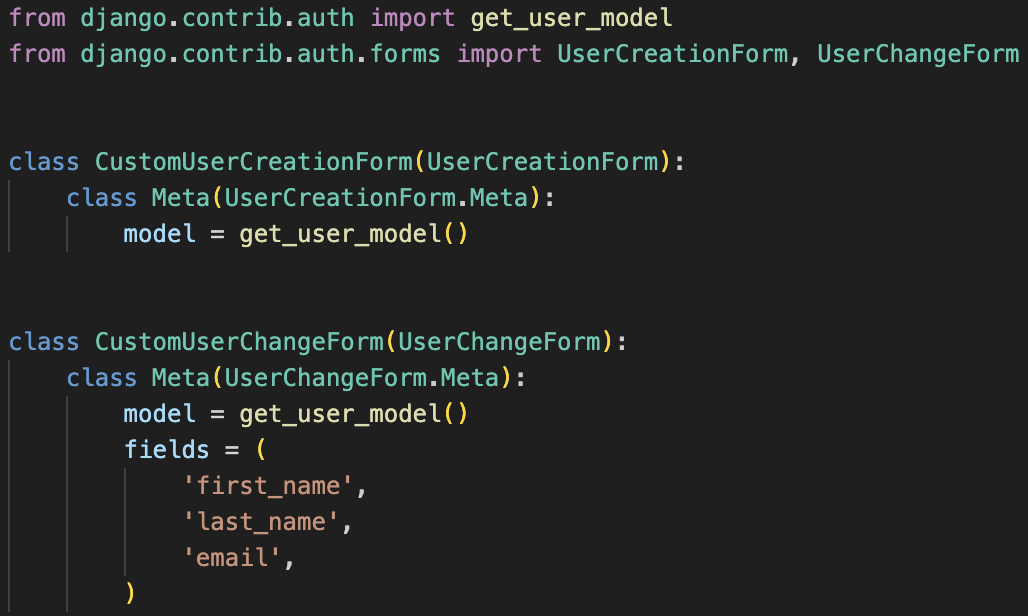 from django.contrib.auth import get_user_model
from django.contrib.auth.forms import UserCreationForm, UserChangeForm
class CustomUserCreationForm(UserCreationForm):
    class Meta(UserCreationForm.Meta):
        model = get_user_model()
class CustomUserChangeForm(UserChangeForm):
    class Meta(UserChangeForm.Meta):
        model = get_user_model()
        fields = (
            'first_name',
            'last_name',
            'email',
        )